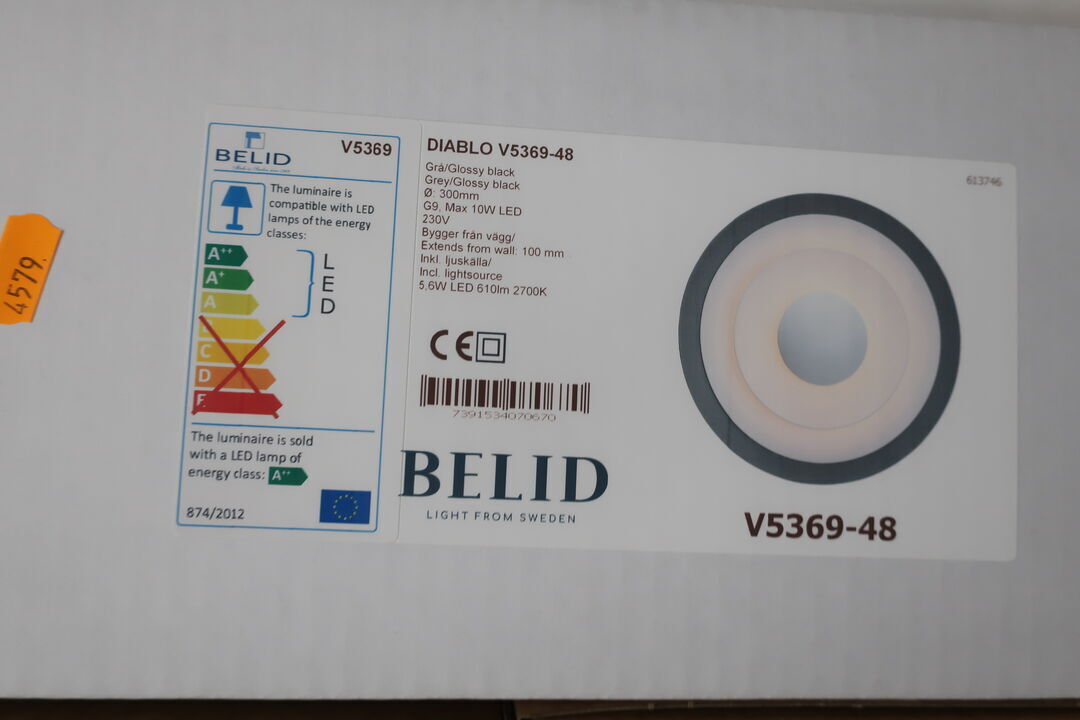 4579.
BELID
V5369
The luminaire is
compatible with LED
lamps of the energy
classes:
A++
A+
A
C
D
L
E
D
The luminaire is sold
with a LED lamp of
energy class: A++
874/2012
DIABLO V5369-48
Grå/Glossy black
Grey/Glossy black
Ø: 300mm
G9, Max 10W LED
230V
Bygger från vägg/
Extends from wall: 100 mm
Inkl. ljuskälla/
Incl. lightsource
5,6W LED 610lm 2700K
CE
7391534070670
BELID
LIGHT FROM SWEDEN
613746
V5369-48